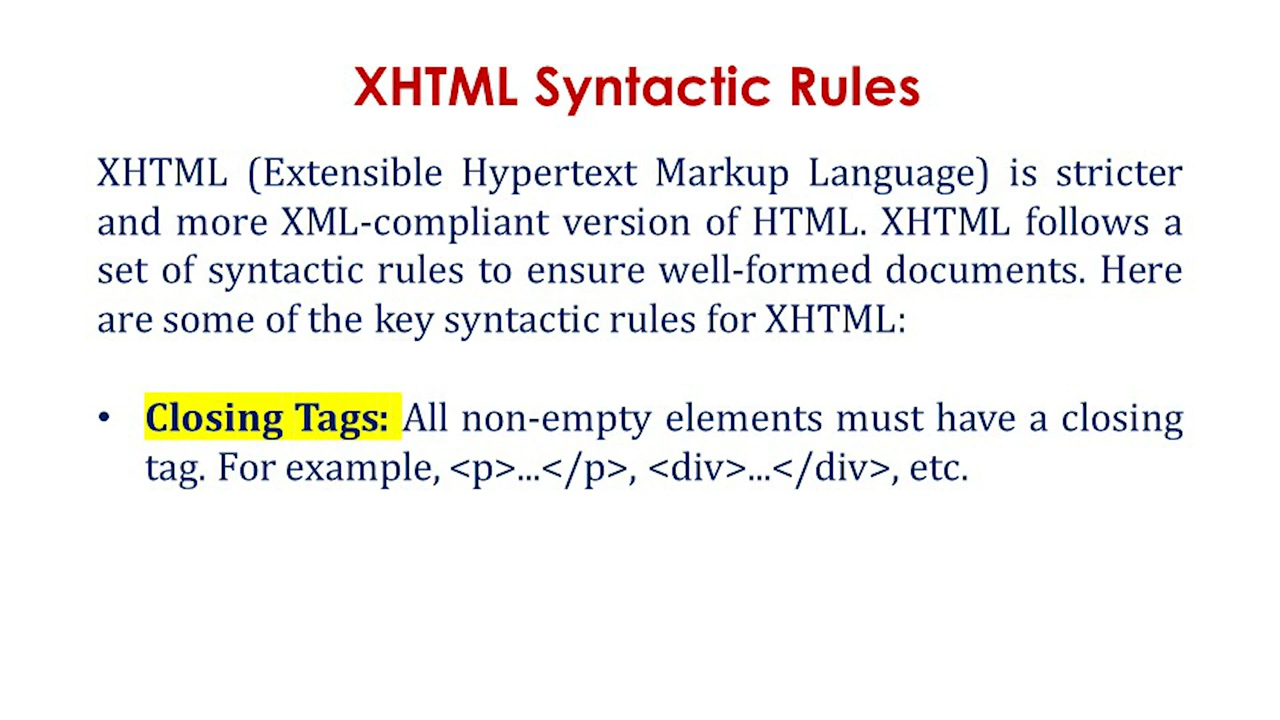 XHTML Syntactic Rules
XHTML (Extensible Hypertext Markup Language) is stricter
and more XML-compliant version of HTML. XHTML follows a
set of syntactic rules to ensure well-formed documents. Here
are some of the key syntactic rules for XHTML:
• Closing Tags: All non-empty elements must have a closing
tag. For example, <p>...</p>, <div>...</div>, etc.